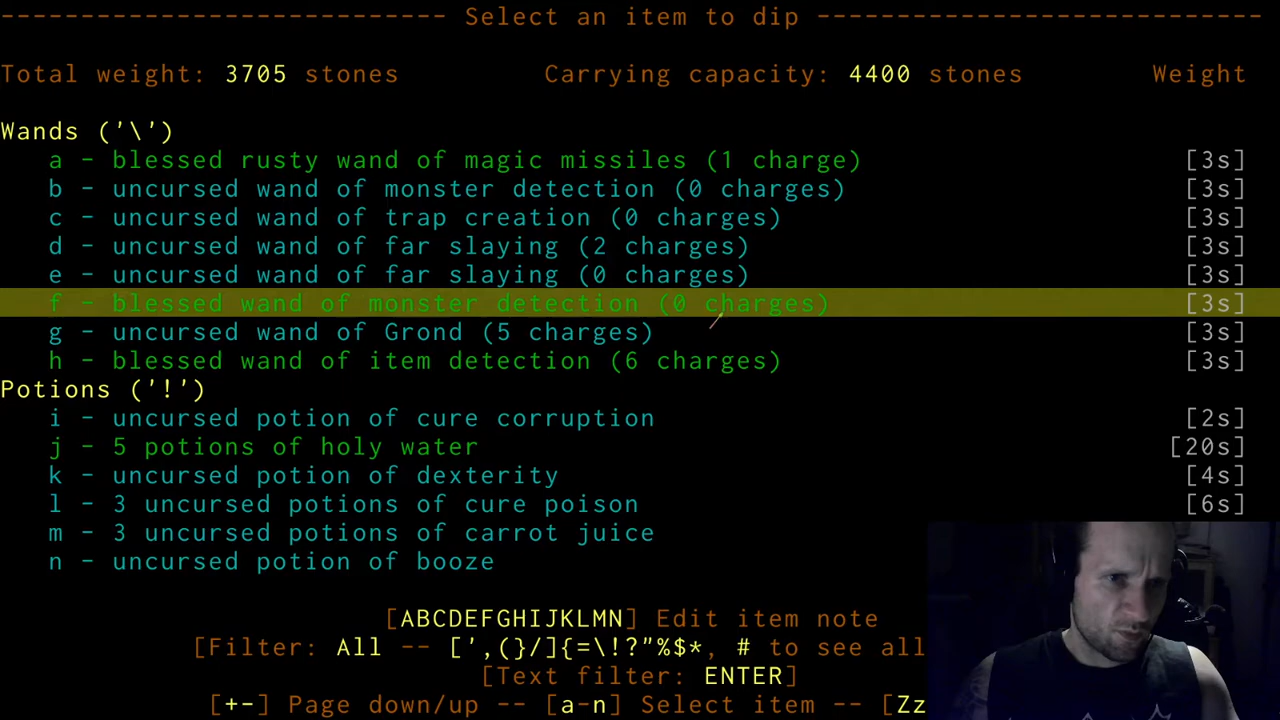 ---------------------------- Select an item to dip ----------------------------
Total weight: 3705 stones Carrying capacity: 4400 stones Weight
Wands ('\')
a - blessed rusty wand of magic missiles (1 charge) [3s]
b - uncursed wand of monster detection (0 charges) [3s]
c - uncursed wand of trap creation (0 charges) [3s]
d - uncursed wand of far slaying (2 charges) [3s]
e - uncursed wand of far slaying (0 charges) [3s]
f - blessed wand of monster detection (0 charges) [3s]
g - uncursed wand of Grond (5 charges) [3s]
h - blessed wand of item detection (6 charges) [3s]
Potions ('!')
i - uncursed potion of cure corruption [2s]
j - 5 potions of holy water [20s]
k - uncursed potion of dexterity [4s]
l - 3 uncursed potions of cure poison [6s]
m - 3 uncursed potions of carrot juice
n - uncursed potion of booze
[ABCDEFGHIJKLMN] Edit item note
[Filter: All -- [',(}/]{=\!?"%$*, # to see all
[Text filter: ENTER]
[+-] Page down/up -- [a-n] Select item -- [Zz